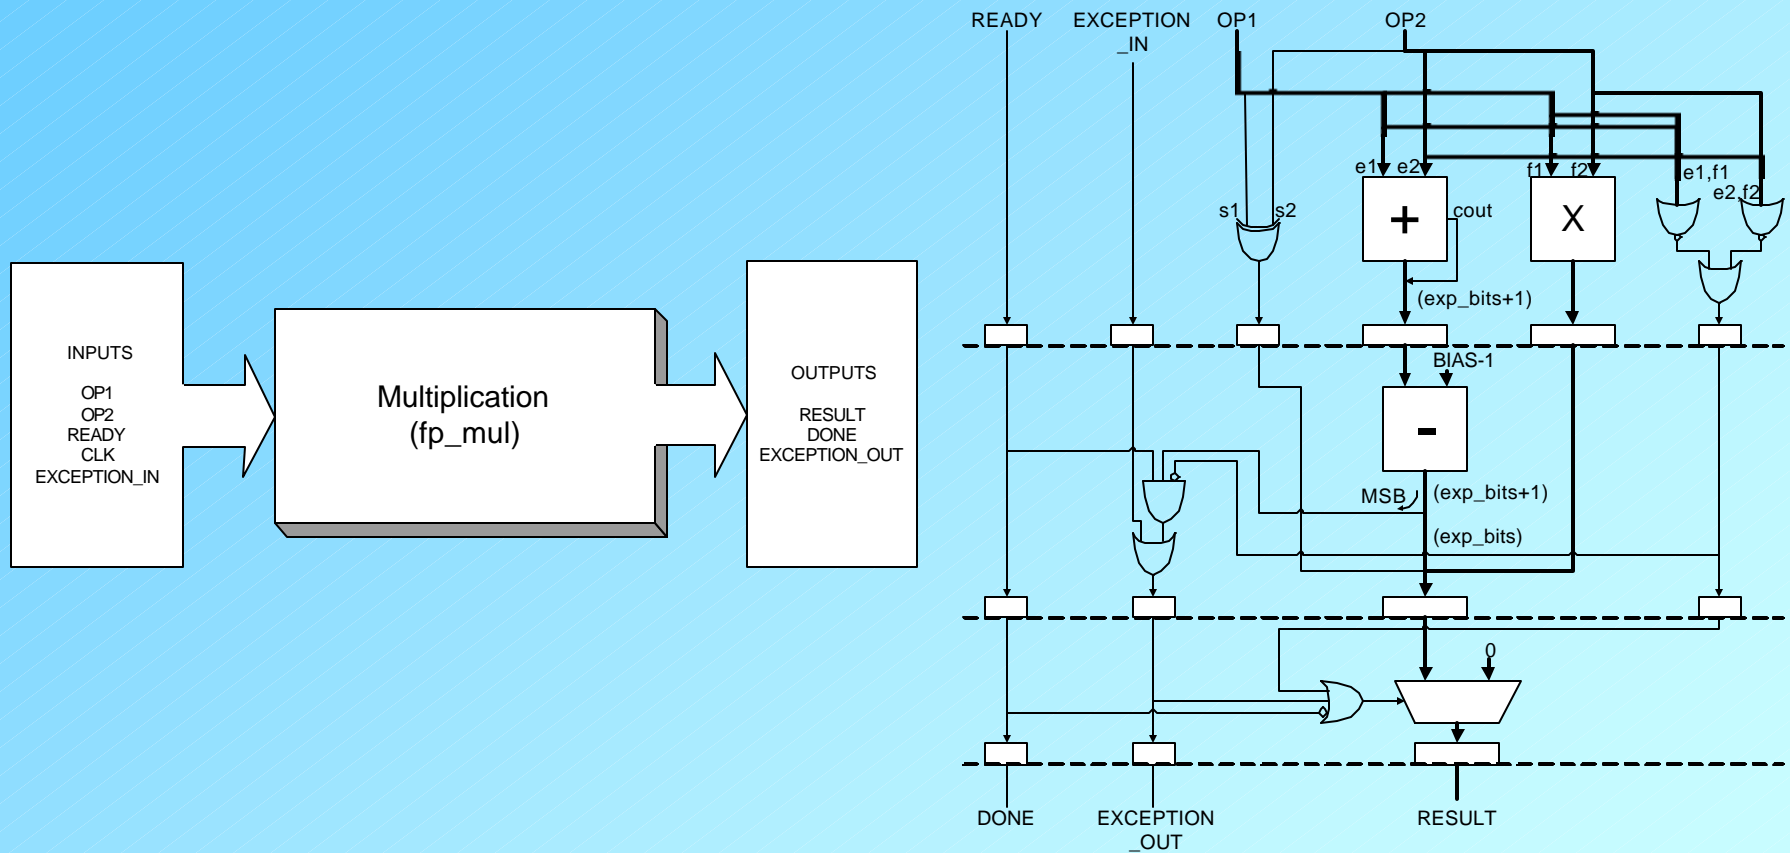 INPUTS
OP1
OP2
READY
CLK
EXCEPTION_IN
Multiplication
(fp_mul)
OUTPUTS
RESULT
DONE
EXCEPTION_OUT
READY
EXCEPTION
_IN
OP1
OP2
e1
e2
f1
f2
e1,f1
e2,f2
s1
s2
+
cout
X
(exp_bits+1)
BIAS-1
-
MSB
(exp_bits+1)
(exp_bits)
0
DONE
EXCEPTION
_OUT
RESULT